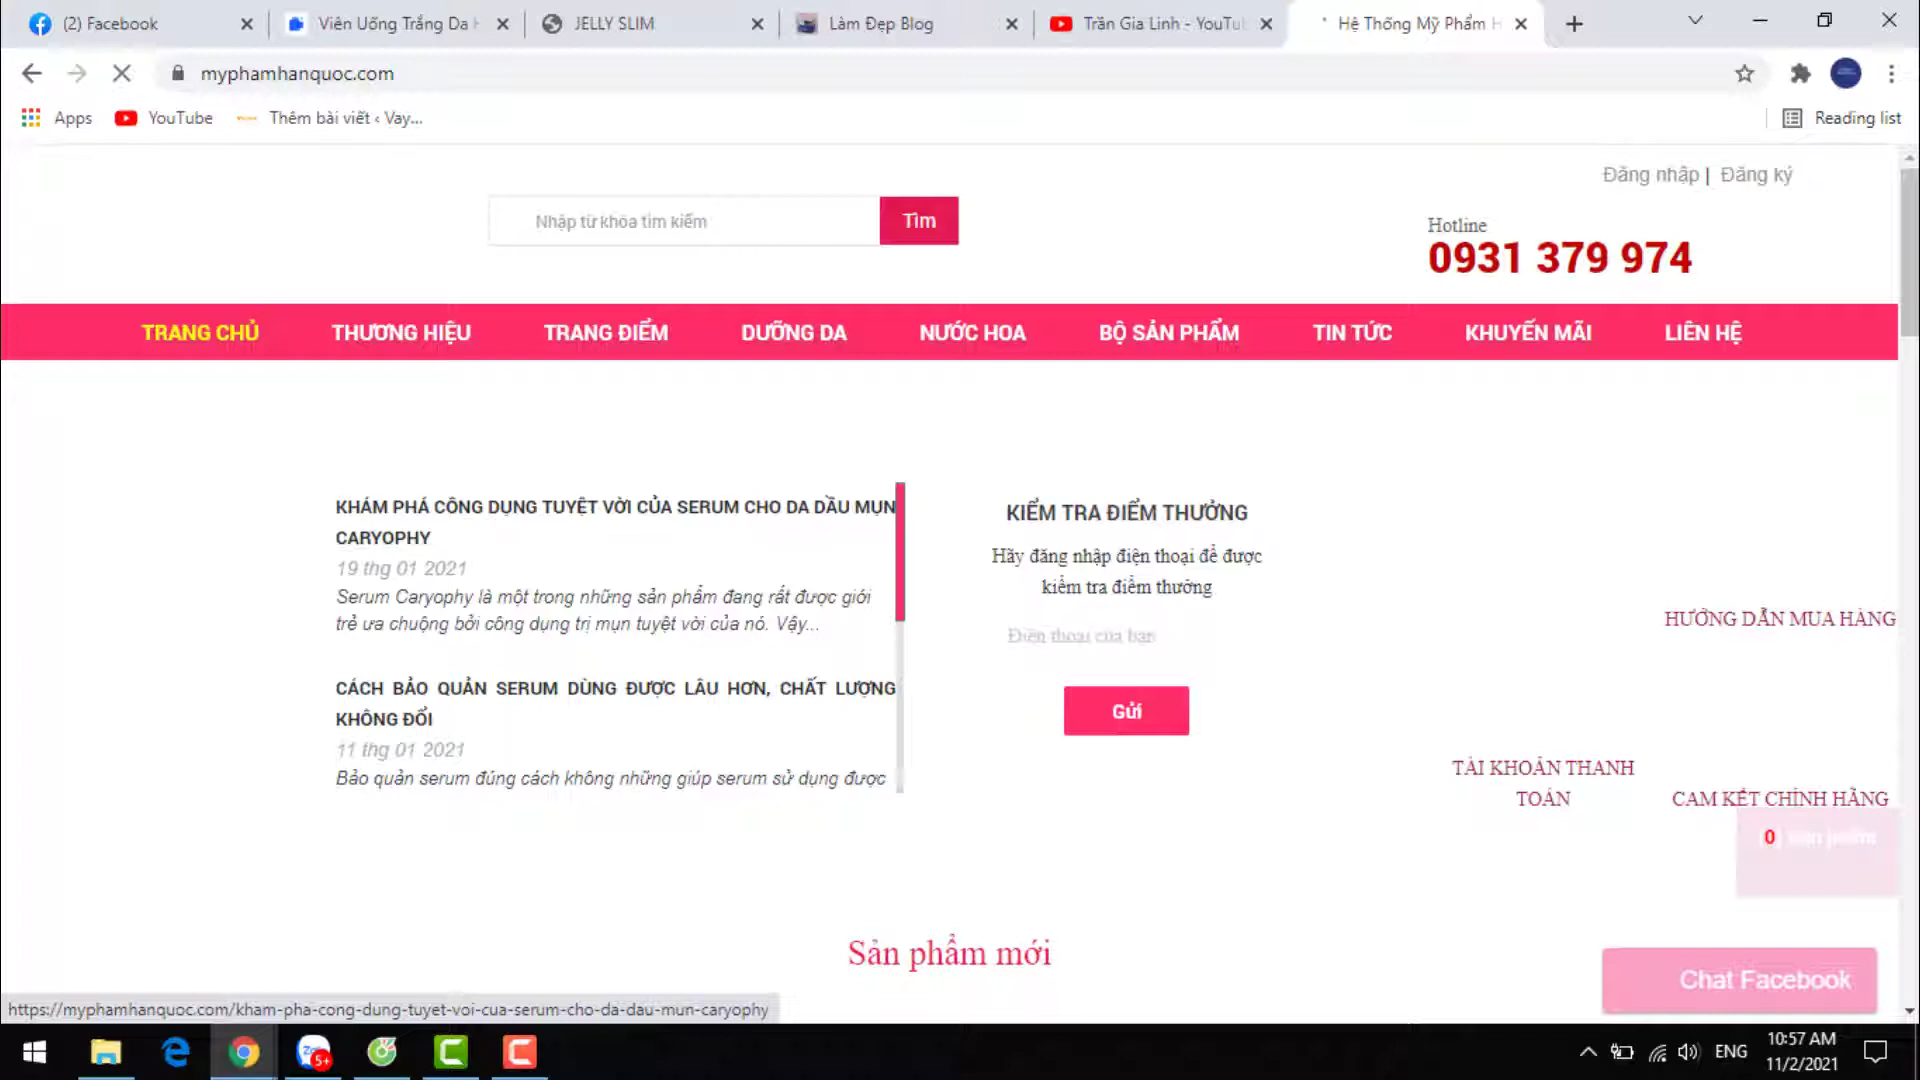 (2) Facebook
Viên Uống Trắng Da
JELLY SLIM
Làm Đẹp Blog
Trần Gia Linh - YouTu
Hệ Thống Mỹ Phẩm H
myphamhanquoc.com
Apps
YouTube
Thêm bài viết ‹ Vay...
Reading list
Đăng nhập | Đăng ký
Nhập từ khóa tìm kiếm
Tìm
Hotline
0931 379 974
TRANG CHỦ
THƯƠNG HIỆU
TRANG ĐIỂM
DƯỠNG DA
NƯỚC HOA
BỘ SẢN PHẨM
TIN TỨC
KHUYẾN MÃI
LIÊN HỆ
KHÁM PHÁ CÔNG DỤNG TUYỆT VỜI CỦA SERUM CHO DA DẦU MỤN
CARYOPHY
19 thg 01 2021
Serum Caryophy là một trong những sản phẩm đang rất được giới
trẻ ưa chuộng bởi công dụng trị mụn tuyệt vời của nó. Vậy...
CÁCH BẢO QUẢN SERUM DÙNG ĐƯỢC LÂU HƠN, CHẤT LƯỢNG
KHÔNG ĐỔI
11 thg 01 2021
Bảo quản serum đúng cách không những giúp serum sử dụng được
KIỂM TRA ĐIỂM THƯỞNG
Hãy đăng nhập điện thoại để được
kiểm tra điểm thưởng
Điện thoại của bạn
Gửi
HƯỚNG DẪN MUA HÀNG
TÀI KHOẢN THANH
TOÁN
CAM KẾT CHÍNH HÃNG
0 sản phẩm
Sản phẩm mới
Chat Facebook
https://myphamhanquoc.com/kham-pha-cong-dung-tuyet-voi-cua-serum-cho-da-dau-mun-caryophy
5+
ENG
10:57 AM
11/2/2021